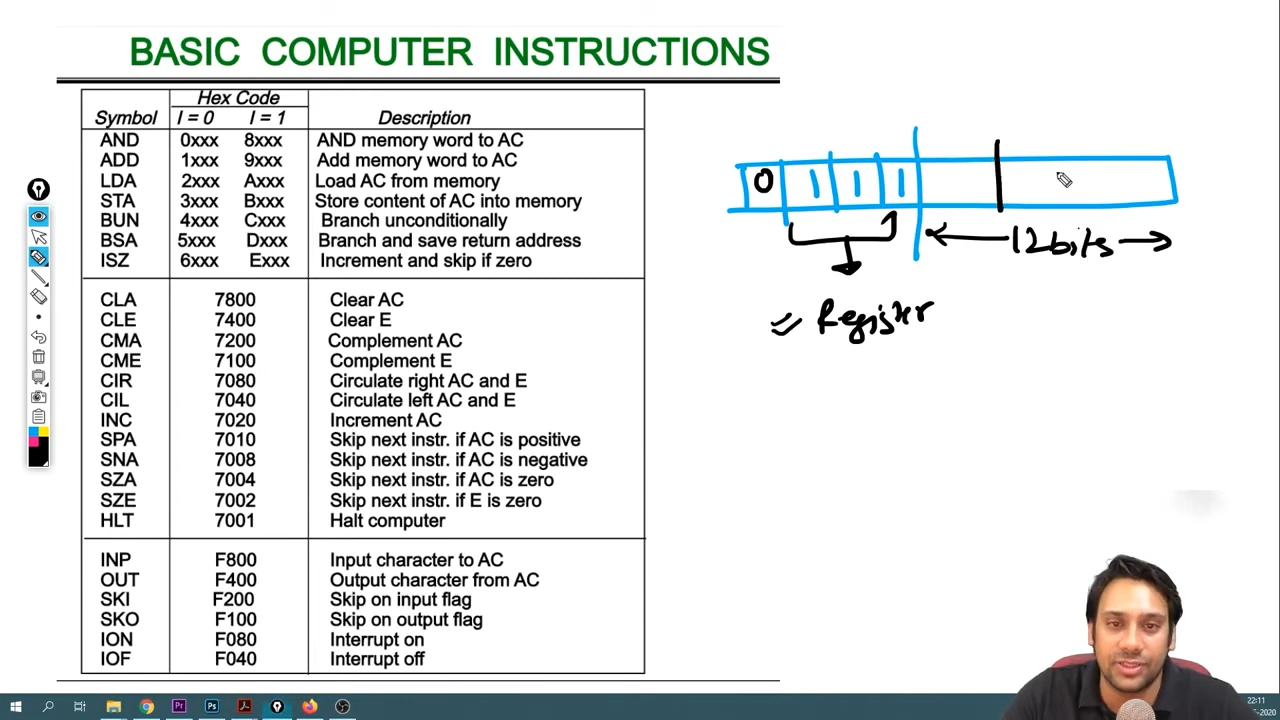 BASIC COMPUTER INSTRUCTIONS
Hex Code
Symbol I = 0 I = 1 Description
AND 0xxx 8xxx AND memory word to AC
ADD 1xxx 9xxx Add memory word to AC
LDA 2xxx Axxx Load AC from memory
STA 3xxx Bxxx Store content of AC into memory
BUN 4xxx Cxxx Branch unconditionally
BSA 5xxx Dxxx Branch and save return address
ISZ 6xxx Exxx Increment and skip if zero
CLA 7800 Clear AC
CLE 7400 Clear E
CMA 7200 Complement AC
CME 7100 Complement E
CIR 7080 Circulate right AC and E
CIL 7040 Circulate left AC and E
INC 7020 Increment AC
SPA 7010 Skip next instr. if AC is positive
SNA 7008 Skip next instr. if AC is negative
SZA 7004 Skip next instr. if AC is zero
SZE 7002 Skip next instr. if E is zero
HLT 7001 Halt computer
INP F800 Input character to AC
OUT F400 Output character from AC
SKI F200 Skip on input flag
SKO F100 Skip on output flag
ION F080 Interrupt on
IOF F040 Interrupt off
0 1 1 1
12 bits
Register
22:11